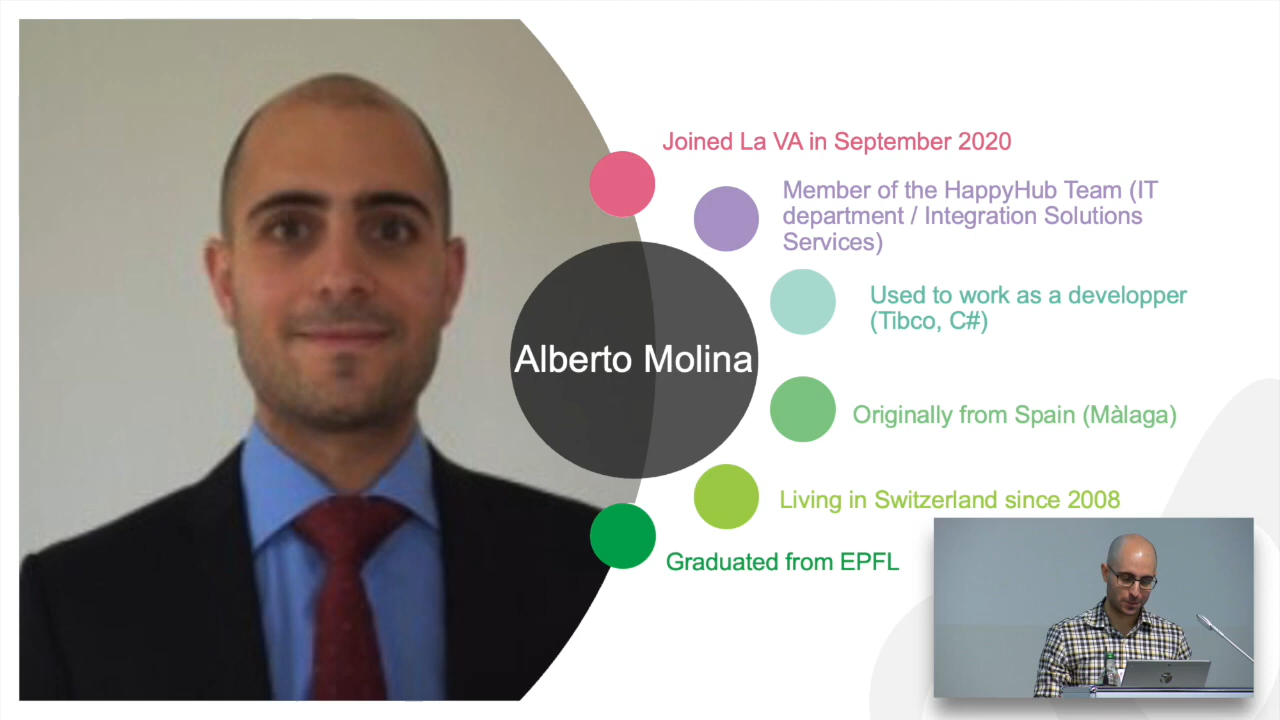 Joined La VA in September 2020
Member of the HappyHub Team (IT
department / Integration Solutions
Services)
Used to work as a developper
(Tibco, C#)
Alberto Molina
Originally from Spain (Màlaga)
Living in Switzerland since 2008
Graduated from EPFL